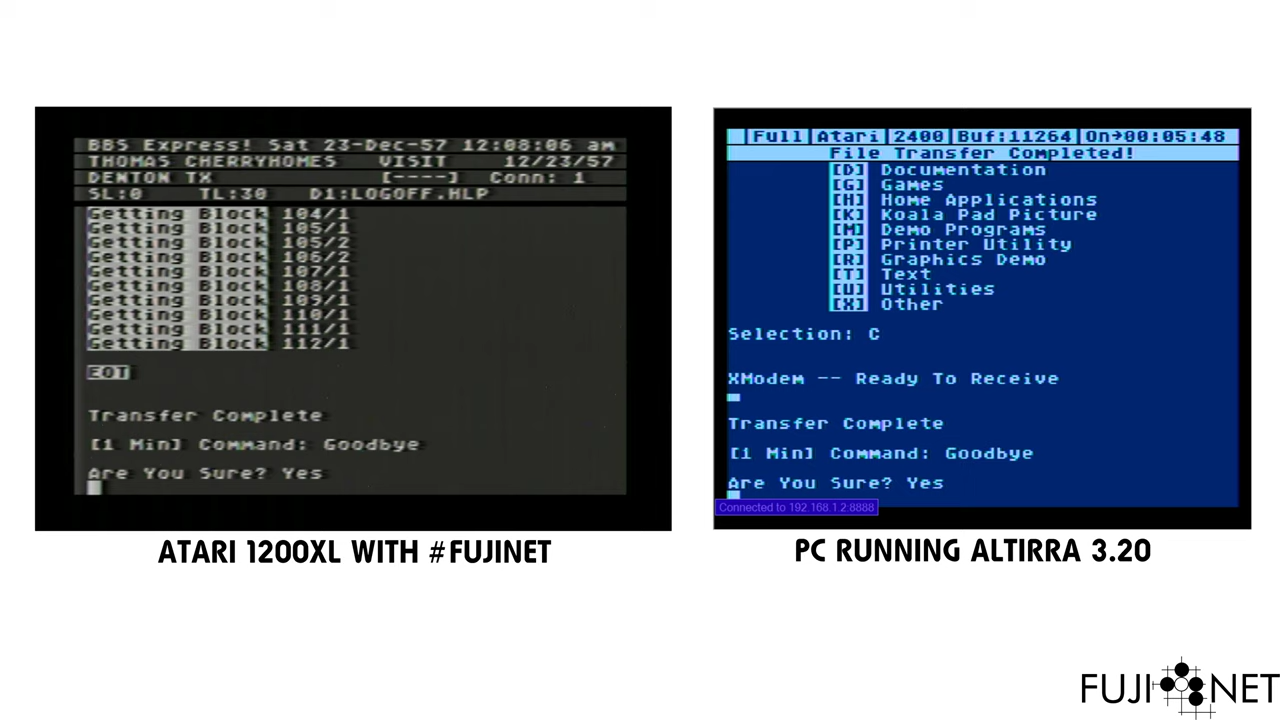 BBS Express! Sat 23-Dec-57 12:08:06 am
THOMAS CHERRYHOMES VISIT 12/23/57
DENTON TX [----] Conn: 1
SL:0 TL:30 D1:LOGOFF.HLP
Getting Block 104/1
Getting Block 105/1
Getting Block 105/2
Getting Block 106/2
Getting Block 107/1
Getting Block 108/1
Getting Block 109/1
Getting Block 110/1
Getting Block 111/1
Getting Block 112/1
EOT
Transfer Complete
[1 Min] Command: Goodbye
Are You Sure? Yes
ATARI 1200XL WITH #FUJINET
Full Atari 2400 Buf:11264 On→00:05:48
File Transfer Completed!
[D] Documentation
[G] Games
[H] Home Applications
[K] Koala Pad Picture
[M] Demo Programs
[P] Printer Utility
[R] Graphics Demo
[T] Text
[U] Utilities
[X] Other
Selection: C
XModem -- Ready To Receive
Transfer Complete
[1 Min] Command: Goodbye
Are You Sure? Yes
Connected to 192.168.1.2:8888
PC RUNNING ALTIRRA 3.20
FUJI NET